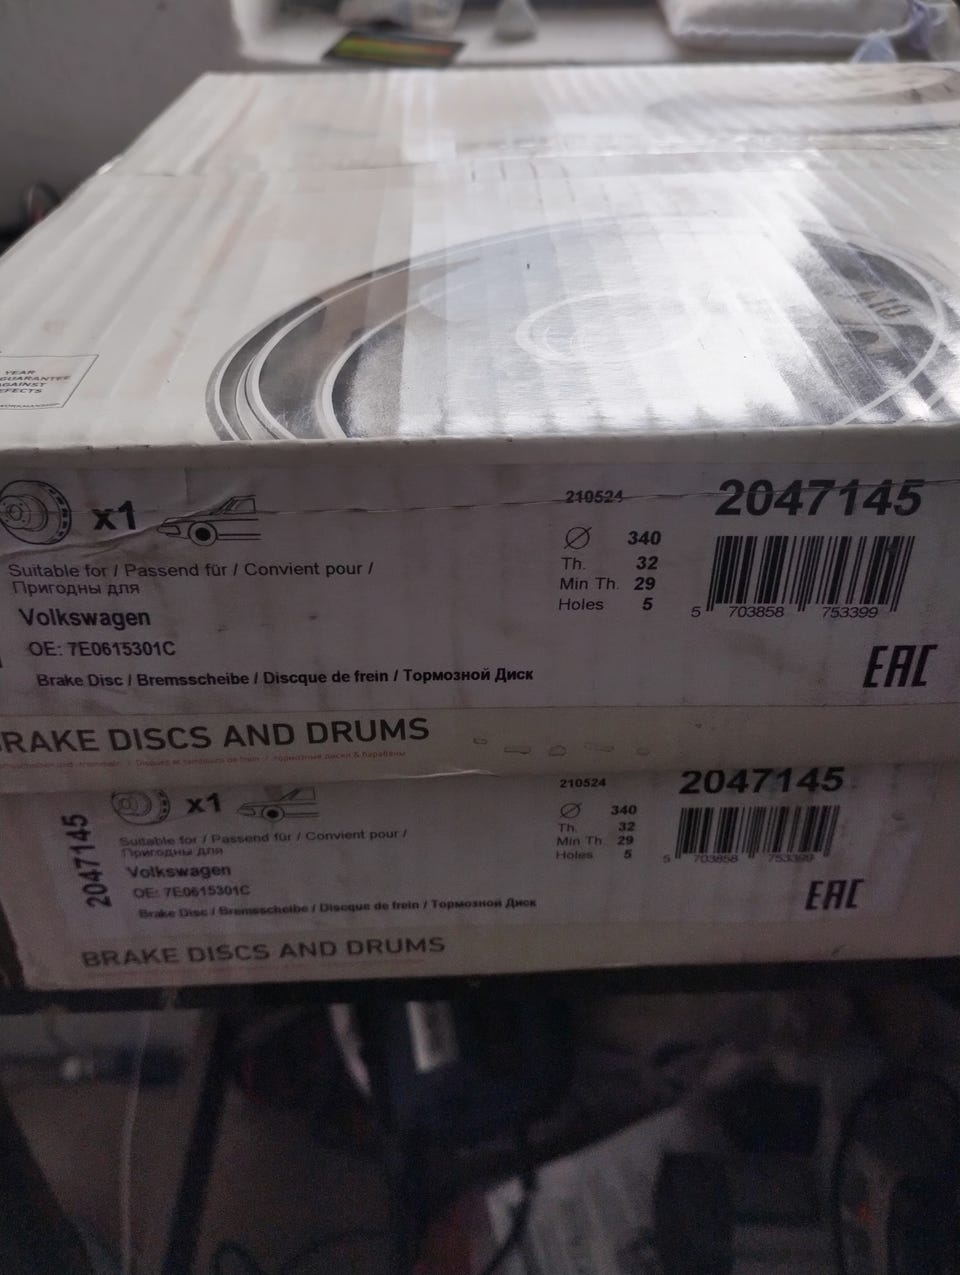 YEAR
GUARANTEE
AGAINST
x1
210524
2047145
340
Th. 32
Min Th. 29
Holes 5
5 703858 753399
Suitable for / Passend für / Convient pour /
Пригодны для
Volkswagen
OE: 7E0615301C
EAC
Brake Disc / Bremsscheibe / Discque de frein / Тормозной Диск
BRAKE DISCS AND DRUMS
2047145
x1
210524
2047145
340
Th. 32
Min Th. 29
Holes 5
5 703858 753399
Suitable for / Passend für / Convient pour /
Пригодны для
Volkswagen
OE: 7E0615301C
EAC
Brake Disc / Bremsscheibe / Discque de frein / Тормозной Диск
BRAKE DISCS AND DRUMS